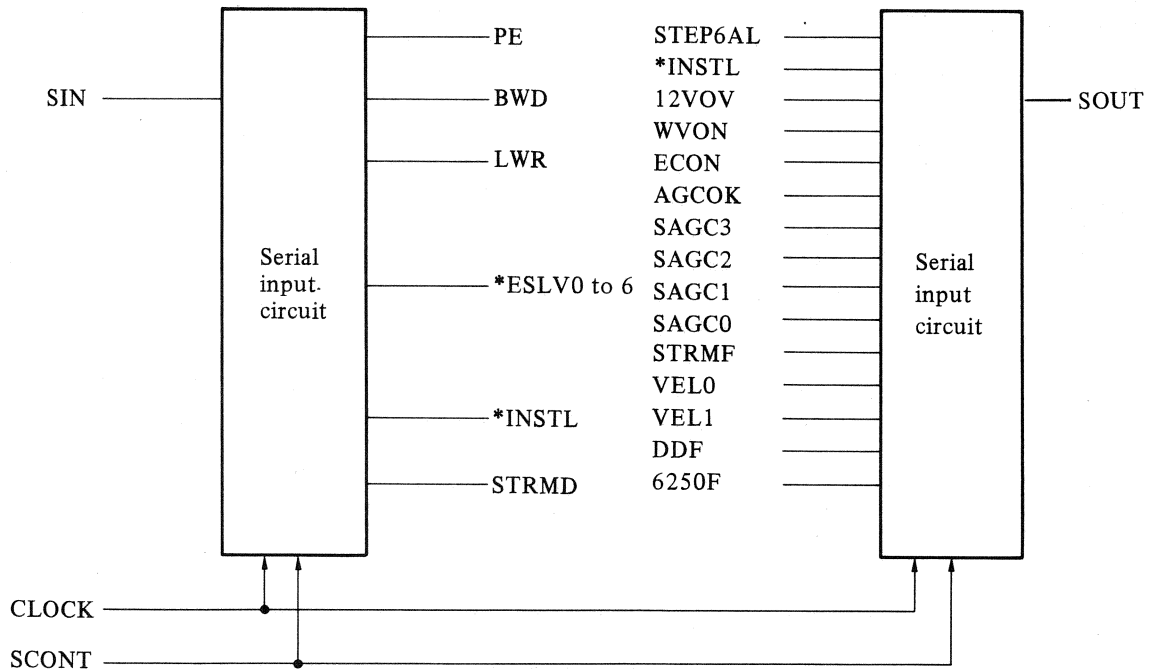 SIN
Serial
input.
circuit
PE
BWD
LWR
*ESLV0 to 6
*INSTL
STRMD
STEP6AL
*INSTL
12VOV
WVON
ECON
AGCOK
SAGC3
SAGC2
SAGC1
SAGC0
STRMF
VEL0
VEL1
DDF
6250F
Serial
input
circuit
SOUT
CLOCK
SCONT